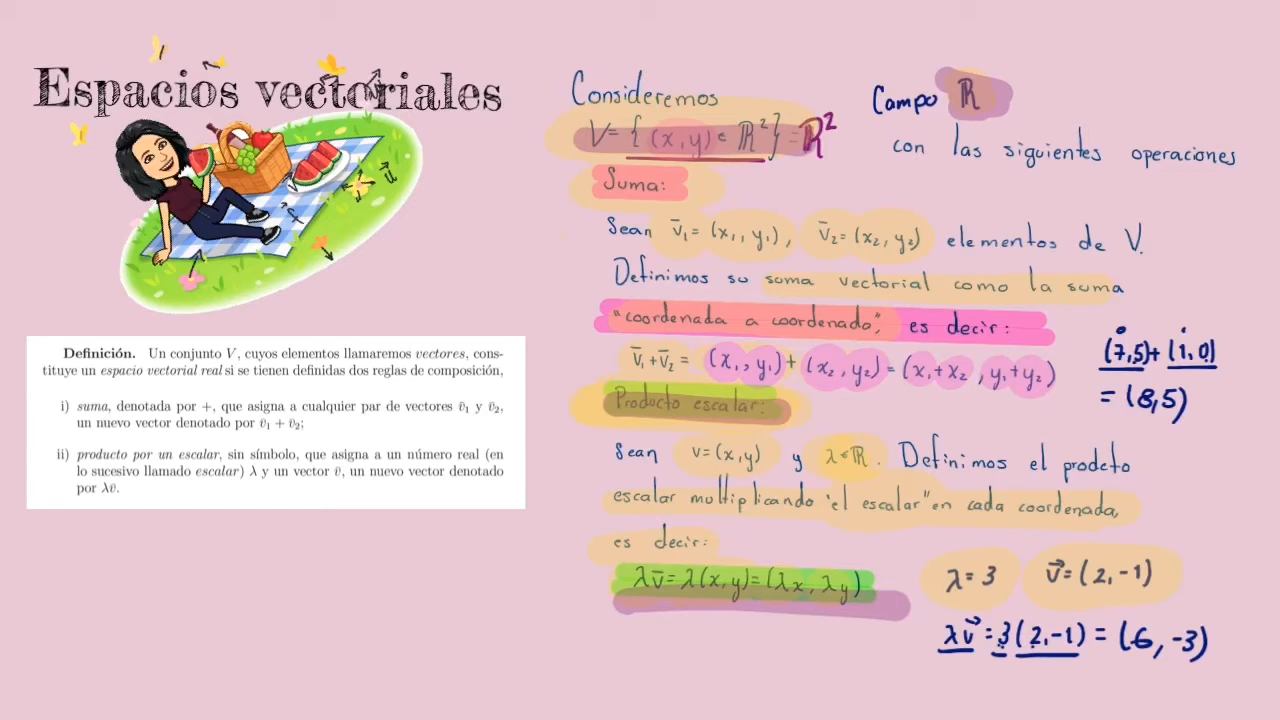 Espacios vectoriales
Definición. Un conjunto V, cuyos elementos llamaremos vectores, cons-
tituye un espacio vectorial real si se tienen definidas dos reglas de composición,
i) suma, denotada por +, que asigna a cualquier par de vectores v̄₁ y v̄₂,
un nuevo vector denotado por v̄₁ + v̄₂;
ii) producto por un escalar, sin símbolo, que asigna a un número real (en
lo sucesivo llamado escalar) λ y un vector v̄, un nuevo vector denotado
por λv̄.
Consideremos
V= { (x,y) ∈ ℝ² } = ℝ²
Campo ℝ
con las siguientes operaciones
Suma:
Sean v̄₁ = (x₁, y₁), v̄₂ = (x₂, y₂) elementos de V.
Definimos su suma vectorial como la suma
"coordenada a coordenado", es decir:
v̄₁+v̄₂ = (x₁, y₁) + (x₂, y₂) = (x₁+x₂, y₁+y₂)
(7,5)+(1,0)
= (8,5)
Producto escalar:
Sean v=(x,y) y λ∈ℝ. Definimos el prodcto
escalar multiplicando "el escalar" en cada coordenada,
es decir:
λv̄ = λ(x,y) = (λx, λy)
λ = 3 v⃗ = (2,-1)
λv⃗ = 3(2,-1) = (6,-3)
u⃗